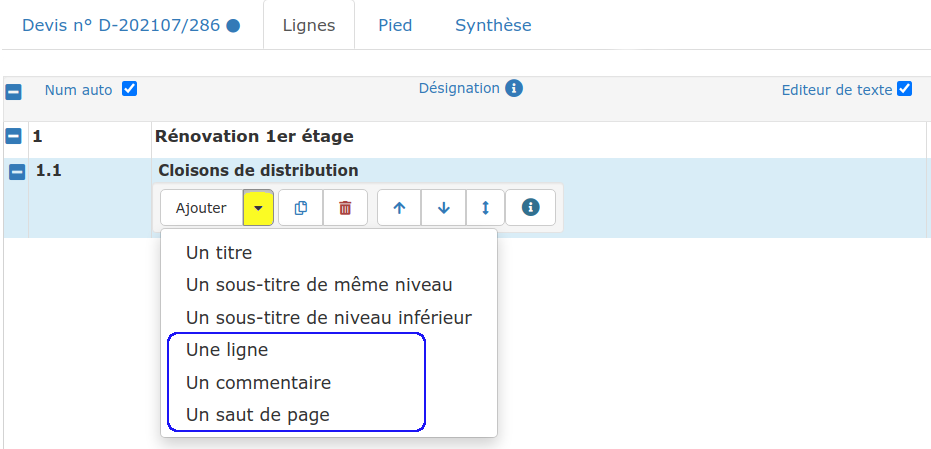 Devis n° D-202107/286 Lignes Pied Synthèse
Num auto Désignation Editeur de texte
1 Rénovation 1er étage
1.1 Cloisons de distribution
Ajouter
Un titre
Un sous-titre de même niveau
Un sous-titre de niveau inférieur
Une ligne
Un commentaire
Un saut de page